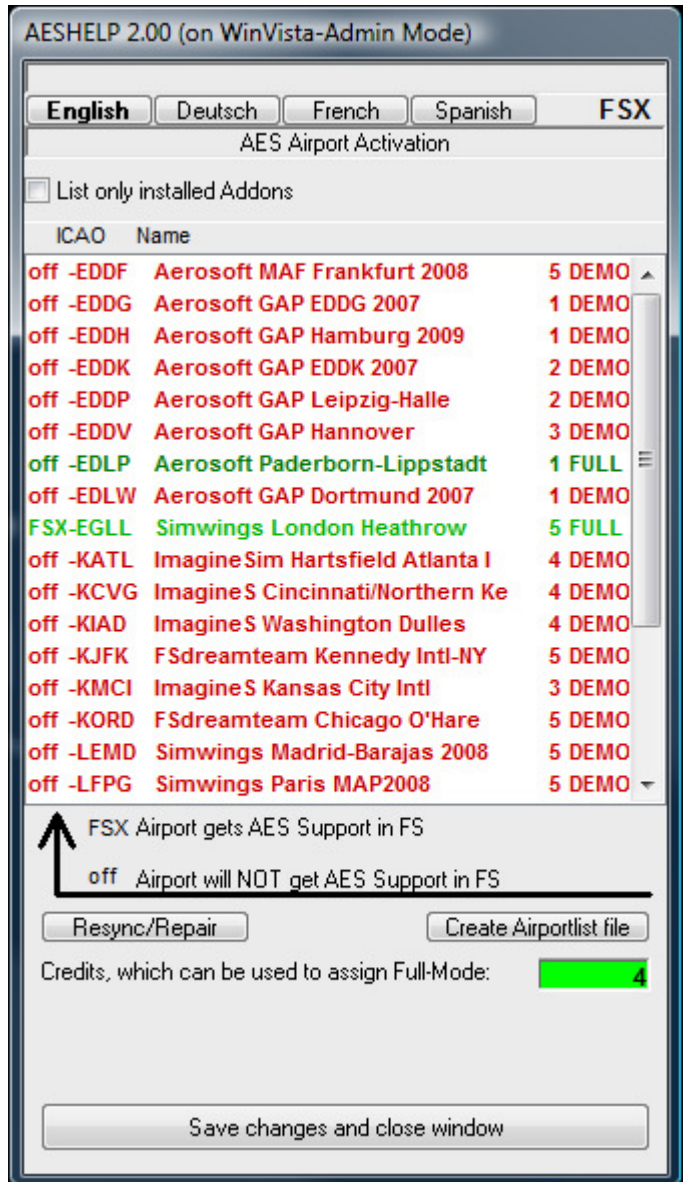 AESHELP 2.00 (on WinVista-Admin Mode)
English Deutsch French Spanish FSX
AES Airport Activation
List only installed Addons
ICAO Name
off -EDDF Aerosoft MAF Frankfurt 2008 5 DEMO
off -EDDG Aerosoft GAP EDDG 2007 1 DEMO
off -EDDH Aerosoft GAP Hamburg 2009 1 DEMO
off -EDDK Aerosoft GAP EDDK 2007 2 DEMO
off -EDDP Aerosoft GAP Leipzig-Halle 2 DEMO
off -EDDV Aerosoft GAP Hannover 3 DEMO
off -EDLP Aerosoft Paderborn-Lippstadt 1 FULL
off -EDLW Aerosoft GAP Dortmund 2007 1 DEMO
FSX-EGLL Simwings London Heathrow 5 FULL
off -KATL ImagineSim Hartsfield Atlanta I 4 DEMO
off -KCVG ImagineS Cincinnati/Northern Ke 4 DEMO
off -KIAD ImagineS Washington Dulles 4 DEMO
off -KJFK FSdreamteam Kennedy Intl-NY 5 DEMO
off -KMCI ImagineS Kansas City Intl 3 DEMO
off -KORD FSdreamteam Chicago O'Hare 5 DEMO
off -LEMD Simwings Madrid-Barajas 2008 5 DEMO
off -LFPG Simwings Paris MAP2008 5 DEMO
FSX Airport gets AES Support in FS
off Airport will NOT get AES Support in FS
Resync/Repair Create Airportlist file
Credits, which can be used to assign Full-Mode: 4
Save changes and close window